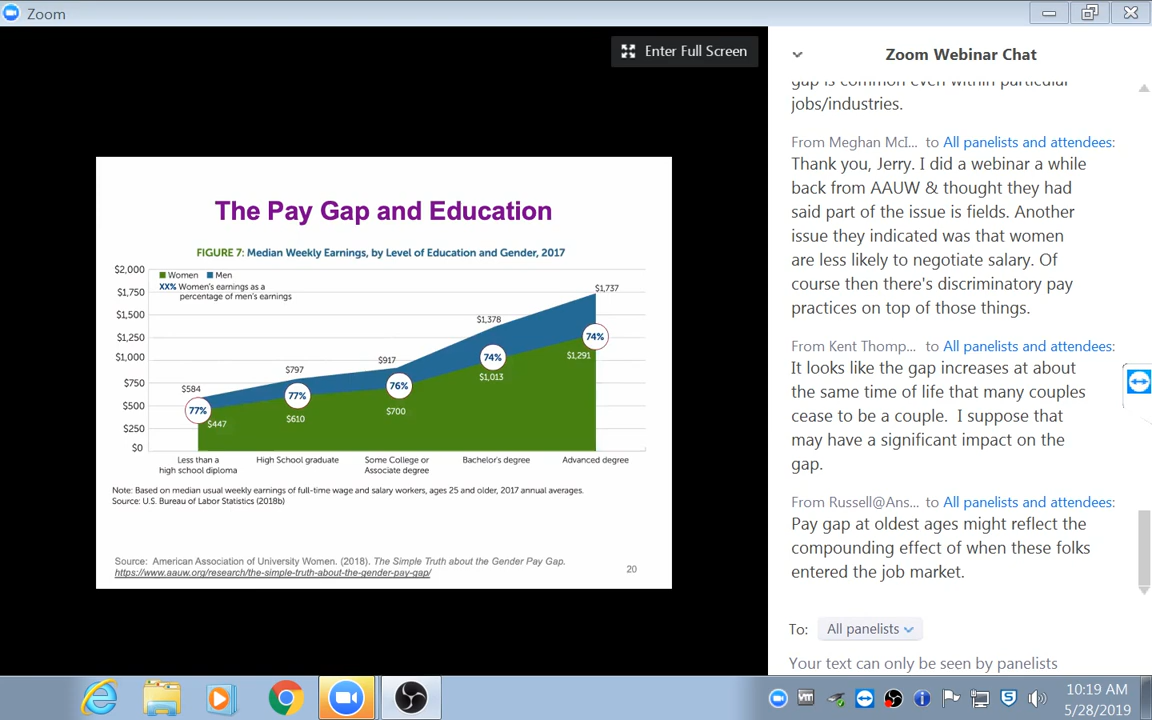 Zoom
Enter Full Screen
The Pay Gap and Education
FIGURE 7: Median Weekly Earnings, by Level of Education and Gender, 2017
$2,000
$1,750
$1,500
$1,250
$1,000
$750
$500
$250
$0
Women Men
XX% Women's earnings as a
percentage of men's earnings
$584
77%
$447
$797
77%
$610
$917
76%
$700
$1,378
74%
$1,013
$1,737
74%
$1,291
Less than a
high school diploma
High School graduate
Some College or
Associate degree
Bachelor's degree
Advanced degree
Note: Based on median usual weekly earnings of full-time wage and salary workers, ages 25 and older, 2017 annual averages.
Source: U.S. Bureau of Labor Statistics (2018b)
Source: American Association of University Women. (2018). The Simple Truth about the Gender Pay Gap.
https://www.aauw.org/research/the-simple-truth-about-the-gender-pay-gap/
20
Zoom Webinar Chat
gap is common even within particular
jobs/industries.
From Meghan McI... to All panelists and attendees:
Thank you, Jerry. I did a webinar a while
back from AAUW & thought they had
said part of the issue is fields. Another
issue they indicated was that women
are less likely to negotiate salary. Of
course then there's discriminatory pay
practices on top of those things.
From Kent Thomp... to All panelists and attendees:
It looks like the gap increases at about
the same time of life that many couples
cease to be a couple.  I suppose that
may have a significant impact on the
gap.
From Russell@Ans... to All panelists and attendees:
Pay gap at oldest ages might reflect the
compounding effect of when these folks
entered the job market.
To: All panelists
Your text can only be seen by panelists
10:19 AM
5/28/2019